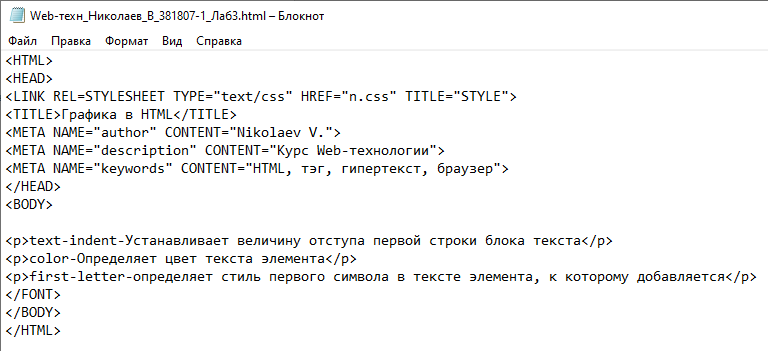 Web-техн_Николаев_В_381807-1_Ла63.html – Блокнот
Файл Правка Формат Вид Справка
<HTML>
<HEAD>
<LINK REL=STYLESHEET TYPE="text/css" HREF="n.css" TITLE="STYLE">
<TITLE>Графика в HTML</TITLE>
<META NAME="author" CONTENT="Nikolaev V.">
<META NAME="description" CONTENT="Курс Web-технологии">
<META NAME="keywords" CONTENT="HTML, тэг, гипертекст, браузер">
</HEAD>
<BODY>
<p>text-indent-Устанавливает величину отступа первой строки блока текста</p>
<p>color-Определяет цвет текста элемента</p>
<p>first-letter-определяет стиль первого символа в тексте элемента, к которому добавляется</p>
</FONT>
</BODY>
</HTML>